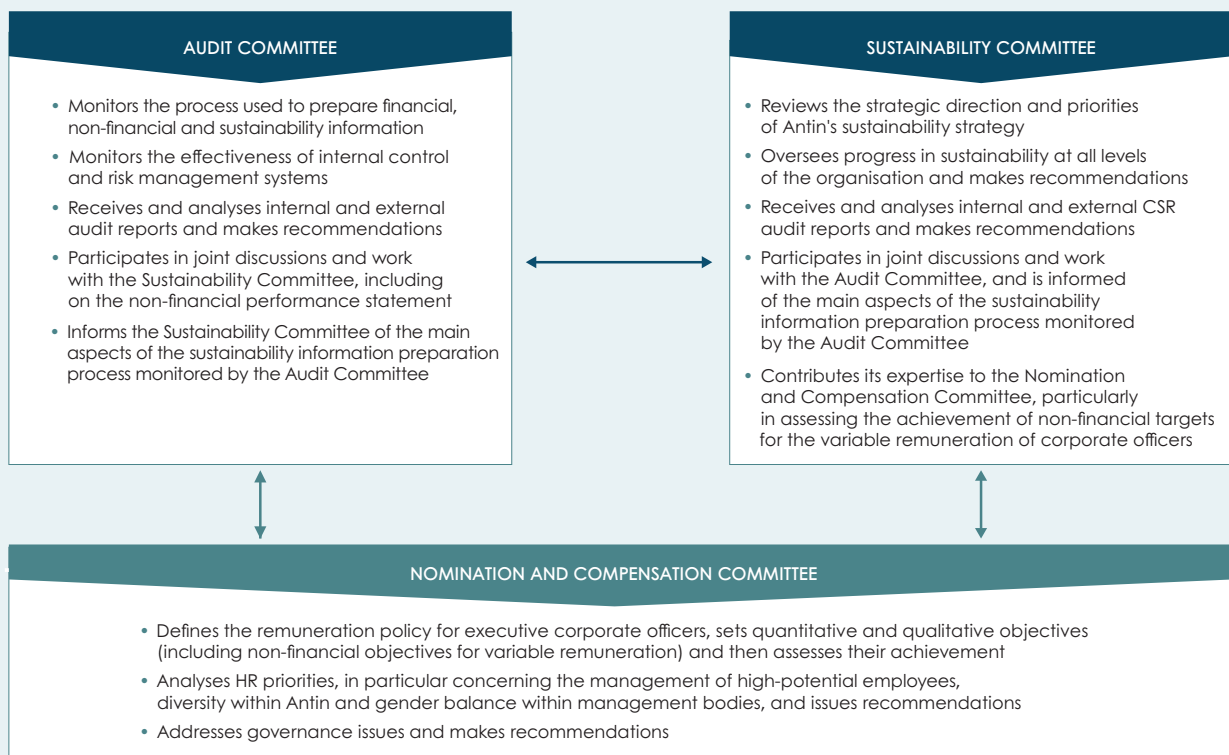 AUDIT COMMITTEE
• Monitors the process used to prepare financial,
non-financial and sustainability information
• Monitors the effectiveness of internal control
and risk management systems
• Receives and analyses internal and external
audit reports and makes recommendations
• Participates in joint discussions and work
with the Sustainability Committee, including
on the non-financial performance statement
• Informs the Sustainability Committee of the main
aspects of the sustainability information preparation
process monitored by the Audit Committee
SUSTAINABILITY COMMITTEE
• Reviews the strategic direction and priorities
of Antin's sustainability strategy
• Oversees progress in sustainability at all levels
of the organisation and makes recommendations
• Receives and analyses internal and external CSR
audit reports and makes recommendations
• Participates in joint discussions and work
with the Audit Committee, and is informed
of the main aspects of the sustainability
information preparation process monitored
by the Audit Committee
• Contributes its expertise to the Nomination
and Compensation Committee, particularly
in assessing the achievement of non-financial targets
for the variable remuneration of corporate officers
NOMINATION AND COMPENSATION COMMITTEE
• Defines the remuneration policy for executive corporate officers, sets quantitative and qualitative objectives
(including non-financial objectives for variable remuneration) and then assesses their achievement
• Analyses HR priorities, in particular concerning the management of high-potential employees,
diversity within Antin and gender balance within management bodies, and issues recommendations
• Addresses governance issues and makes recommendations